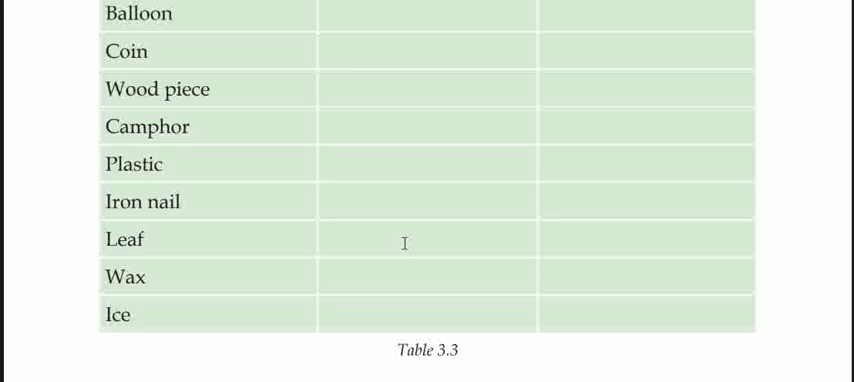 Balloon
Coin
Wood piece
Camphor
Plastic
Iron nail
Leaf
Wax
Ice
Table 3.3